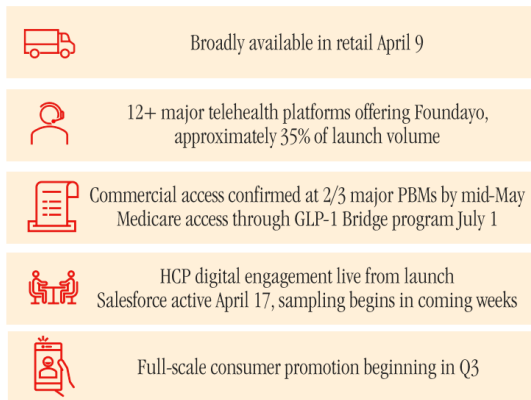 Broadly available in retail April 9
12+ major telehealth platforms offering Foundayo,
approximately 35% of launch volume
Commercial access confirmed at 2/3 major PBMs by mid-May
Medicare access through GLP-1 Bridge program July 1
HCP digital engagement live from launch
Salesforce active April 17, sampling begins in coming weeks
Full-scale consumer promotion beginning in Q3